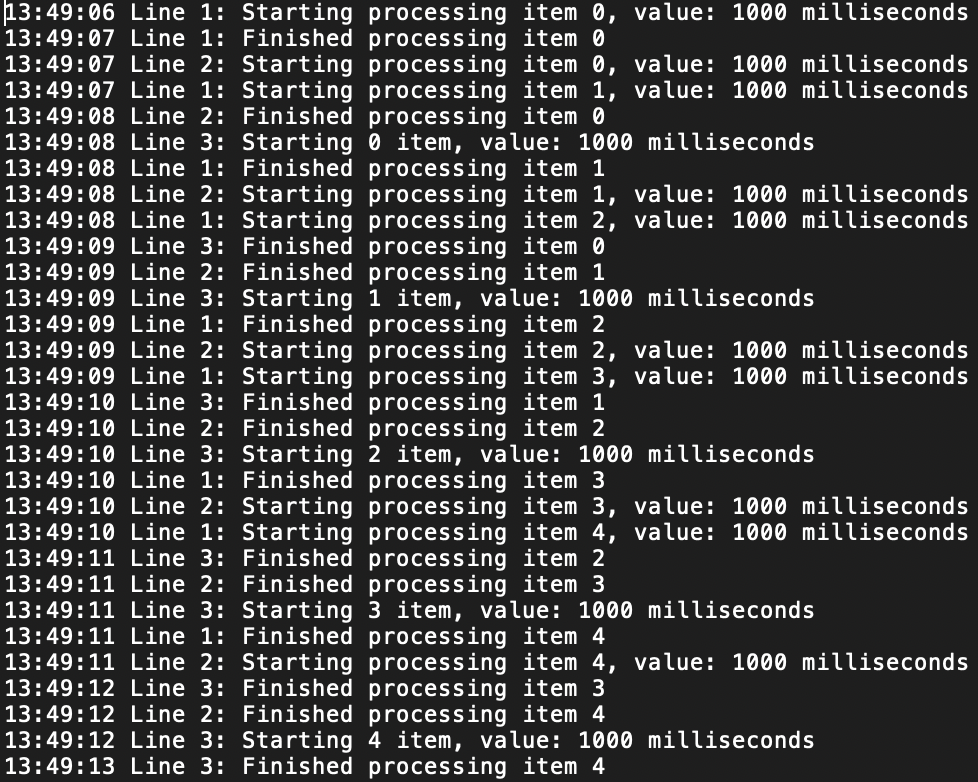 13:49:06 Line 1: Starting processing item 0, value: 1000 milliseconds
13:49:07 Line 1: Finished processing item 0
13:49:07 Line 2: Starting processing item 0, value: 1000 milliseconds
13:49:07 Line 1: Starting processing item 1, value: 1000 milliseconds
13:49:08 Line 2: Finished processing item 0
13:49:08 Line 3: Starting 0 item, value: 1000 milliseconds
13:49:08 Line 1: Finished processing item 1
13:49:08 Line 2: Starting processing item 1, value: 1000 milliseconds
13:49:08 Line 1: Starting processing item 2, value: 1000 milliseconds
13:49:09 Line 3: Finished processing item 0
13:49:09 Line 2: Finished processing item 1
13:49:09 Line 3: Starting 1 item, value: 1000 milliseconds
13:49:09 Line 1: Finished processing item 2
13:49:09 Line 2: Starting processing item 2, value: 1000 milliseconds
13:49:09 Line 1: Starting processing item 3, value: 1000 milliseconds
13:49:10 Line 3: Finished processing item 1
13:49:10 Line 2: Finished processing item 2
13:49:10 Line 3: Starting 2 item, value: 1000 milliseconds
13:49:10 Line 1: Finished processing item 3
13:49:10 Line 2: Starting processing item 3, value: 1000 milliseconds
13:49:10 Line 1: Starting processing item 4, value: 1000 milliseconds
13:49:11 Line 3: Finished processing item 2
13:49:11 Line 2: Finished processing item 3
13:49:11 Line 3: Starting 3 item, value: 1000 milliseconds
13:49:11 Line 1: Finished processing item 4
13:49:11 Line 2: Starting processing item 4, value: 1000 milliseconds
13:49:12 Line 3: Finished processing item 3
13:49:12 Line 2: Finished processing item 4
13:49:12 Line 3: Starting 4 item, value: 1000 milliseconds
13:49:13 Line 3: Finished processing item 4